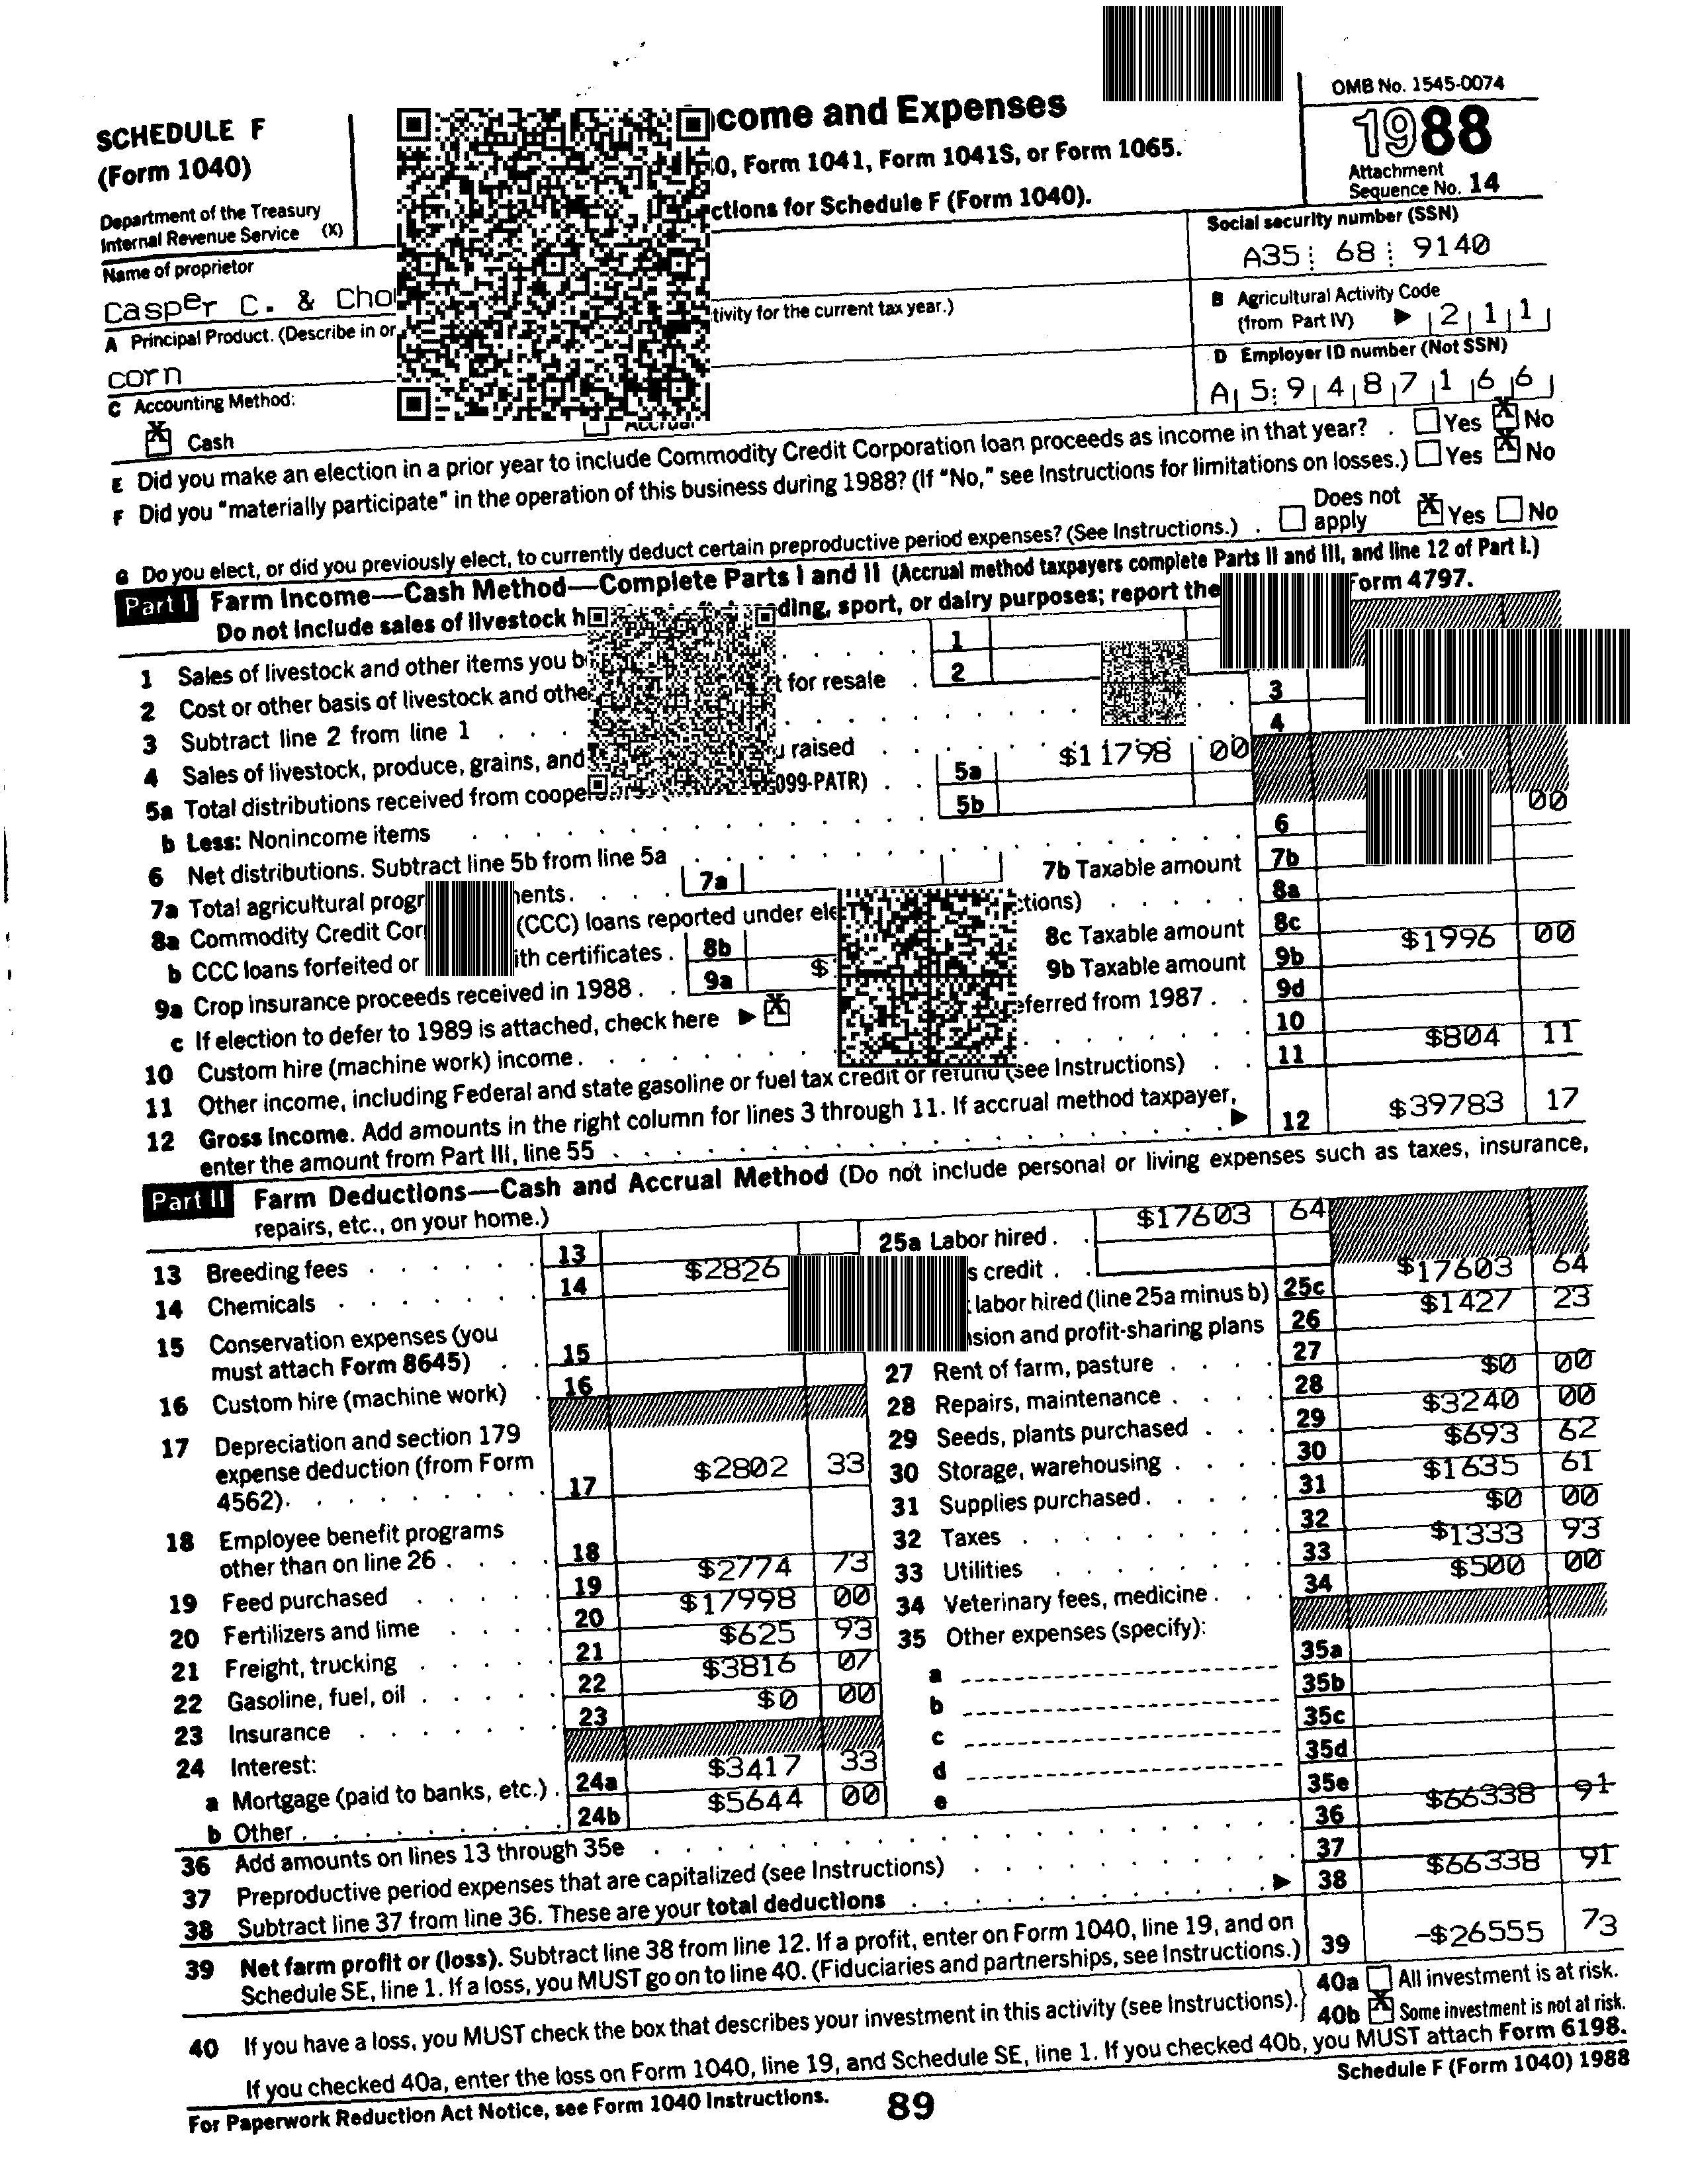 OMB No. 1545-0074
SCHEDULE F
(Form 1040)
and Expenses
Form 1041, Form 1041S, or Form 1065.
for Schedule F (Form 1040).
1988
Attachment
Sequence No. 14
Department of the Treasury
Internal Revenue Service (X)
Name of proprietor
Casper C. &
Social security number (SSN)
A35 68 9140
A Principal Product. (Describe in
for the current tax year.)
corn
B Agricultural Activity Code
(from Part IV) ▶ 2 1 1
D Employer ID number (Not SSN)
A 5 9 4 8 7 1 6 6
C Accounting Method:
X Cash
Accrual
E Did you make an election in a prior year to include Commodity Credit Corporation loan proceeds as income in that year? . Yes X No
F Did you "materially participate" in the operation of this business during 1988? (If "No," see Instructions for limitations on losses.) Yes X No
G Do you elect, or did you previously elect, to currently deduct certain preproductive period expenses? (See Instructions.) . Does not apply X Yes No
Part I Farm Income—Cash Method—Complete Parts I and II (Accrual method taxpayers complete Parts II and III, and line 12 of Part I.)
Do not include sales of livestock sport, or dairy purposes; report the Form 4797.
1 Sales of livestock and other items you 1
2 Cost or other basis of livestock and for resale . 2
3 Subtract line 2 from line 1 . . . 3
4 Sales of livestock, produce, grains, and raised . . . 4
5a Total distributions received from 1099-PATR) . . 5a $11798 00
b Less: Nonincome items 5b
6 Net distributions. Subtract line 5b from line 5a 6 00
7a Total agricultural 7a 7b Taxable amount 7b
8a Commodity Credit (CCC) loans reported under 8a
b CCC loans forfeited or certificates . 8b 8c Taxable amount 8c
9a Crop insurance proceeds received in 1988 . . 9a $ 9b Taxable amount 9b $1996 00
c If election to defer to 1989 is attached, check here ▶ X deferred from 1987 . . 9d
10 Custom hire (machine work) income . 10
11 Other income, including Federal and state gasoline or fuel tax credit or refund (see Instructions) 11 $804 11
12 Gross Income. Add amounts in the right column for lines 3 through 11. If accrual method taxpayer,
enter the amount from Part III, line 55 ▶ 12 $39783 17
Part II Farm Deductions—Cash and Accrual Method (Do not include personal or living expenses such as taxes, insurance,
repairs, etc., on your home.)
13 Breeding fees 13
14 Chemicals 14 $2826
15 Conservation expenses (you
must attach Form 8645) 15
16 Custom hire (machine work) . 16
17 Depreciation and section 179
expense deduction (from Form
4562). 17 $2802 33
18 Employee benefit programs
other than on line 26 . 18
19 Feed purchased 19 $2774 73
20 Fertilizers and lime 20 $17998 00
21 Freight, trucking 21 $625 93
22 Gasoline, fuel, oil 22 $3816 07
23 Insurance 23 $0 00
24 Interest:
a Mortgage (paid to banks, etc.) . 24a $3417 33
b Other 24b $5644 00
25a Labor hired . $17603 64
credit .
labor hired (line 25a minus b) 25c $17603 64
and profit-sharing plans 26 $1427 23
27 Rent of farm, pasture 27
28 Repairs, maintenance 28 $0 00
29 Seeds, plants purchased 29 $3240 00
30 Storage, warehousing 30 $693 62
31 Supplies purchased . 31 $1635 61
32 Taxes 32 $0 00
33 Utilities 33 $1333 93
34 Veterinary fees, medicine . 34 $500 00
35 Other expenses (specify):
a 35a
b 35b
c 35c
d 35d
e 35e
36 Add amounts on lines 13 through 35e 36 $66338 91
37 Preproductive period expenses that are capitalized (see Instructions) 37
38 Subtract line 37 from line 36. These are your total deductions ▶ 38 $66338 91
39 Net farm profit or (loss). Subtract line 38 from line 12. If a profit, enter on Form 1040, line 19, and on
Schedule SE, line 1. If a loss, you MUST go on to line 40. (Fiduciaries and partnerships, see Instructions.) 39 -$26555 73
40 If you have a loss, you MUST check the box that describes your investment in this activity (see Instructions).
40a All investment is at risk.
40b X Some investment is not at risk.
If you checked 40a, enter the loss on Form 1040, line 19, and Schedule SE, line 1. If you checked 40b, you MUST attach Form 6198.
For Paperwork Reduction Act Notice, see Form 1040 Instructions.
89
Schedule F (Form 1040) 1988